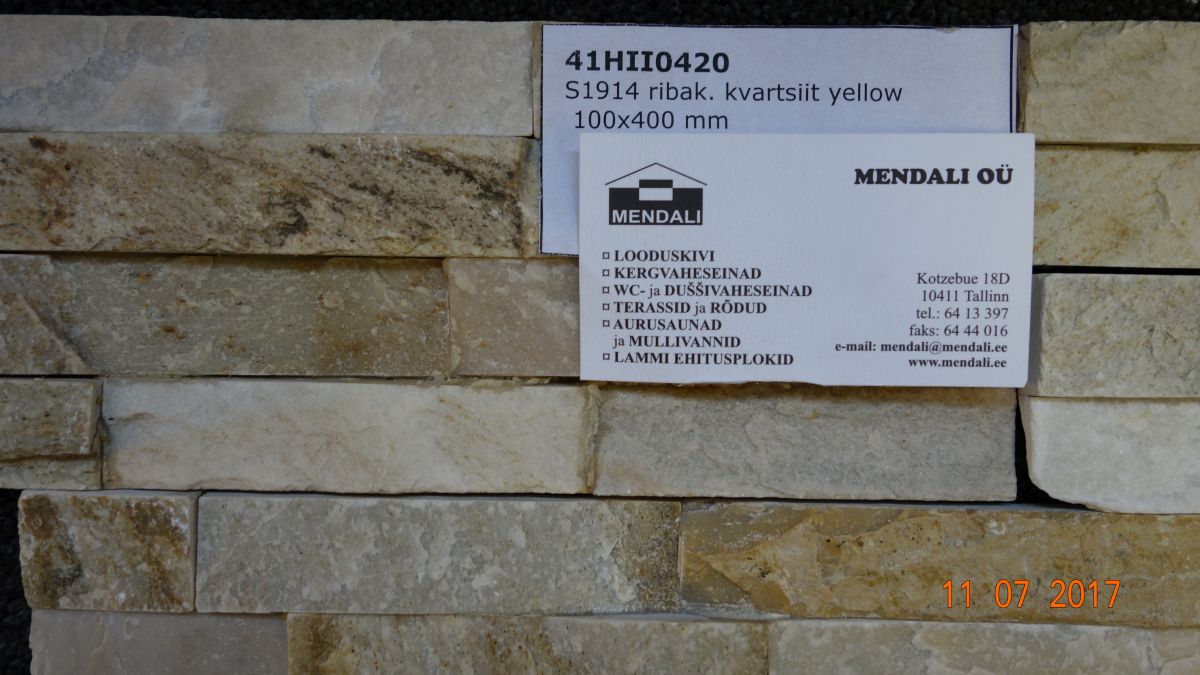 41HII0420
S1914 ribak. kvartsiit yellow
100x400 mm
MENDALI
MENDALI OÜ
¤ LOODUSKIVI
¤ KERGVAHESEINAD
¤ WC- ja DUŠŠIVAHESEINAD
¤ TERASSID ja RÕDUD
¤ AURUSAUNAD
ja MULLIVANNID
¤ LAMMI EHITUSPLOKID
Kotzebue 18D
10411 Tallinn
tel.: 64 13 397
faks: 64 44 016
e-mail: mendali@mendali.ee
www.mendali.ee
11 07 2017